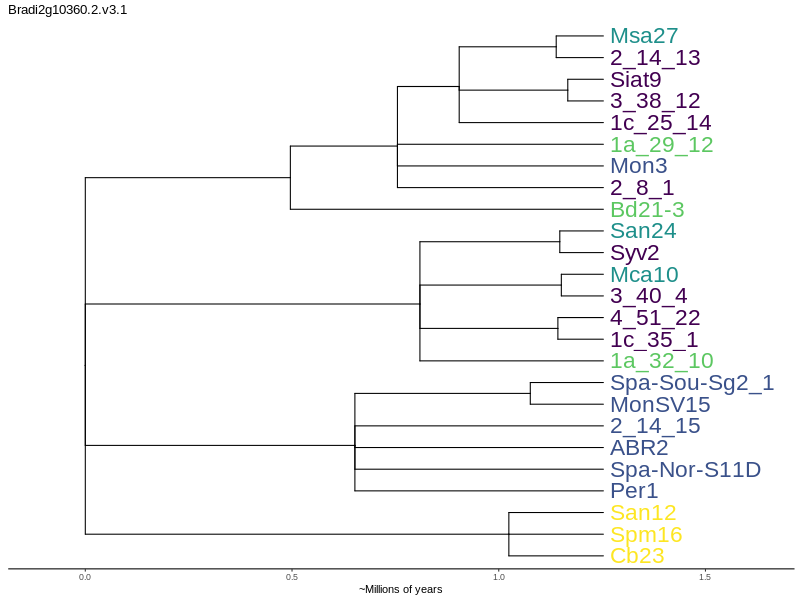 Bradi2g10360.2.v3.1
Msa27
2_14_13
Siat9
3_38_12
1c_25_14
1a_29_12
Mon3
2_8_1
Bd21-3
San24
Syv2
Mca10
3_40_4
4_51_22
1c_35_1
1a_32_10
Spa-Sou-Sg2_1
MonSV15
2_14_15
ABR2
Spa-Nor-S11D
Per1
San12
Spm16
Cb23
0.0 0.5 1.0 1.5
~Millions of years